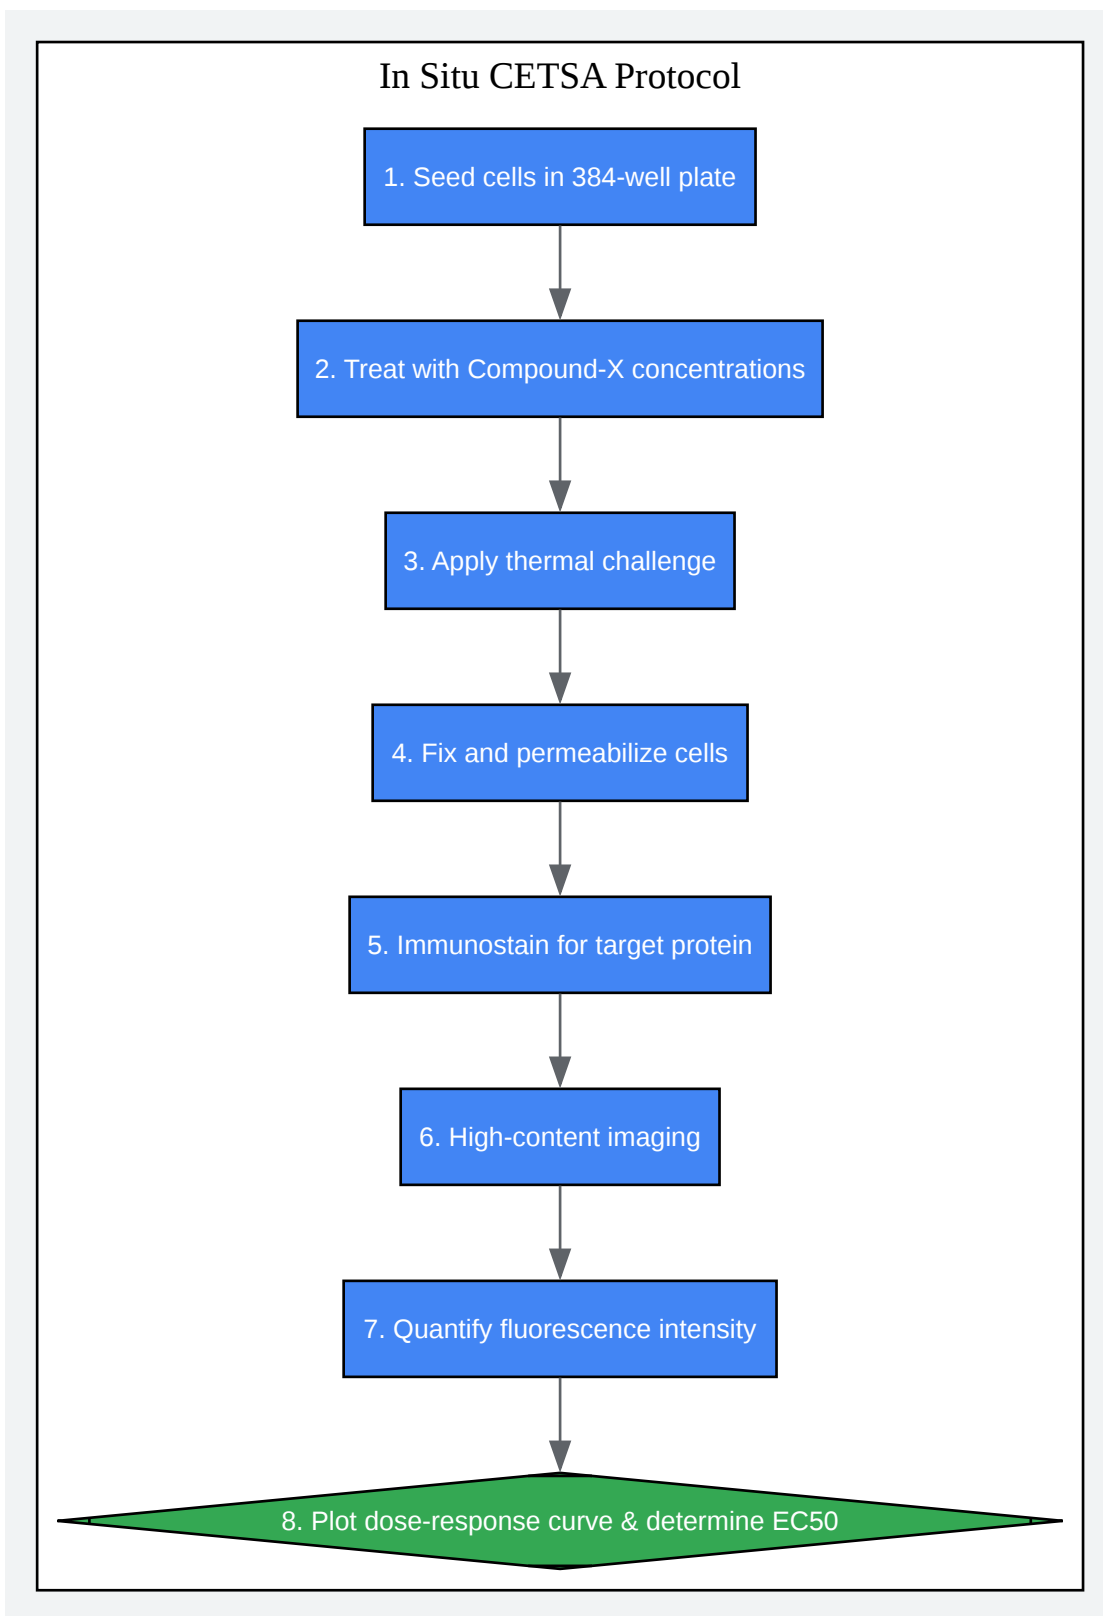 In Situ CETSA Protocol
1. Seed cells in 384-well plate
2. Treat with Compound-X concentrations
3. Apply thermal challenge
4. Fix and permeabilize cells
5. Immunostain for target protein
6. High-content imaging
7. Quantify fluorescence intensity
8. Plot dose-response curve & determine EC50